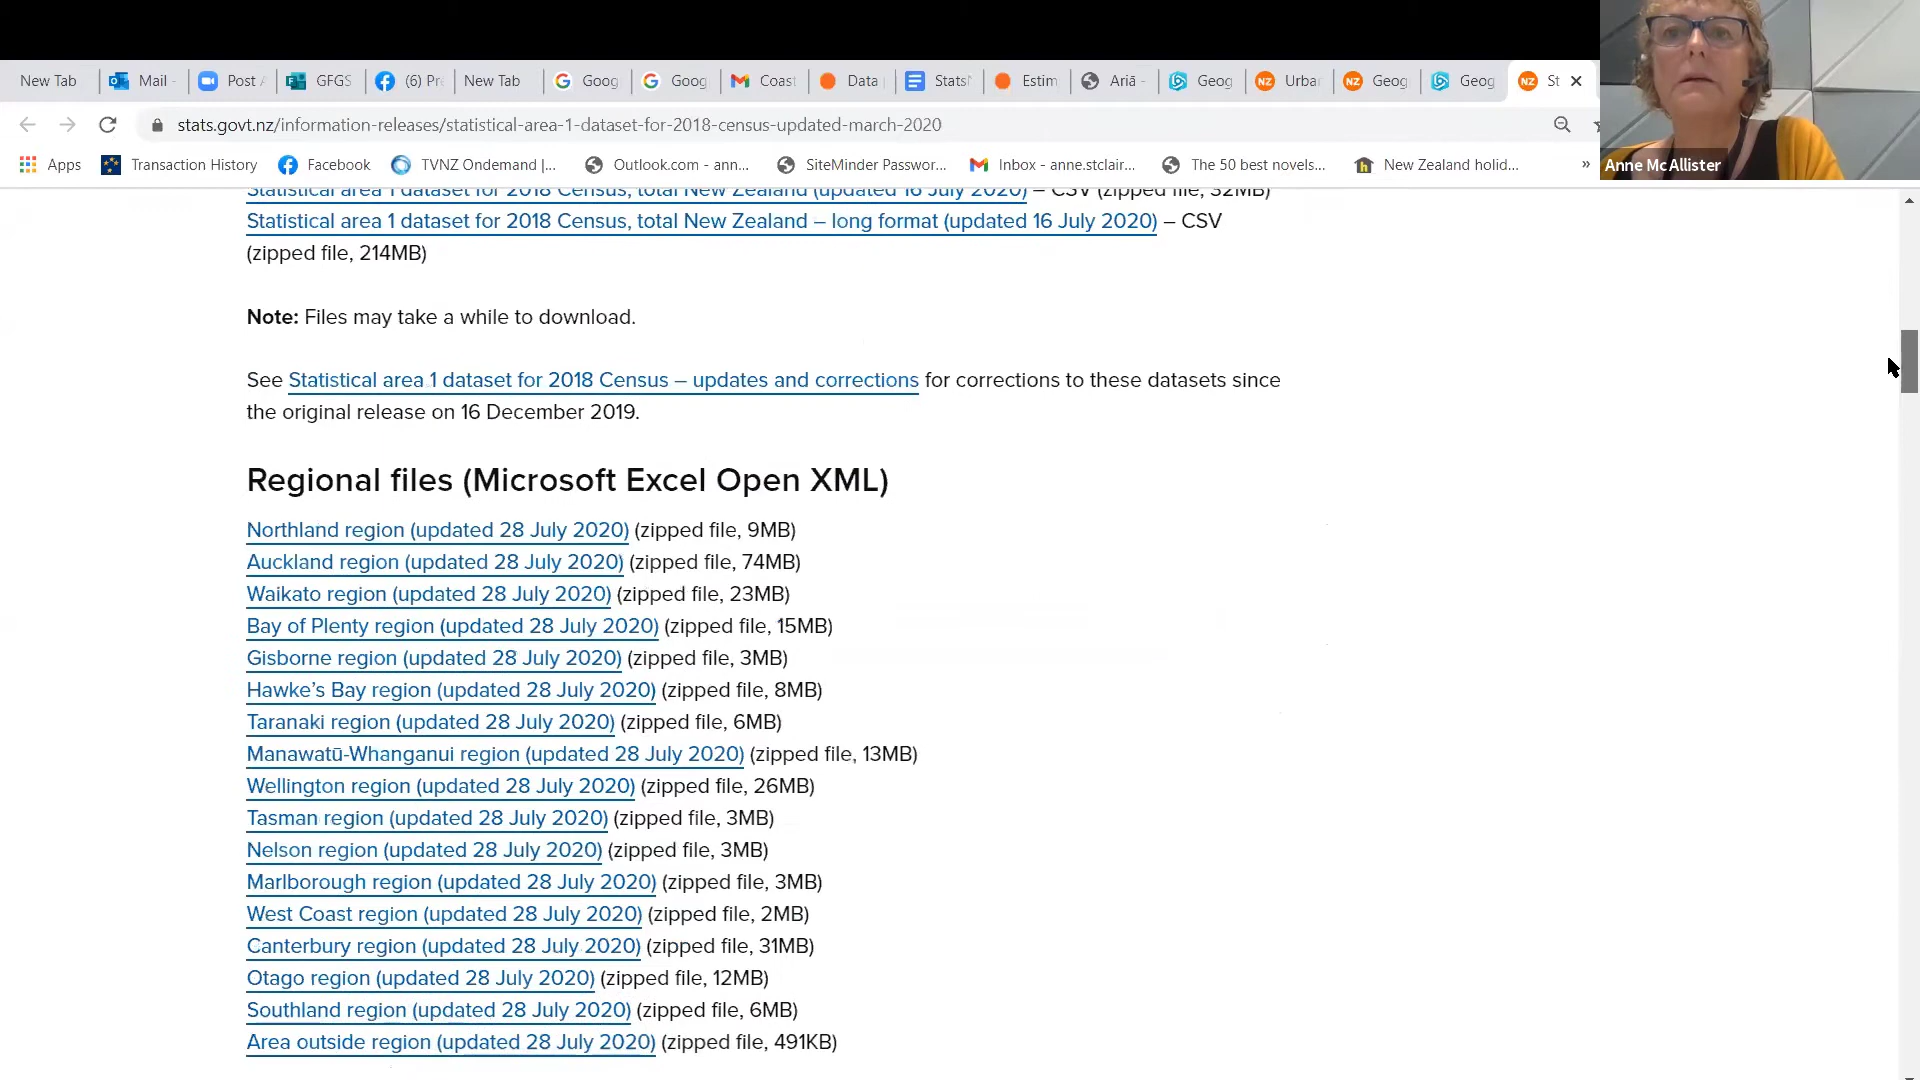 New Tab
Mail -
Post A
GFGS
(6) Pr
New Tab
Goog
Goog
Coast
Data
StatsN
Estim
Ariā -
Geog
Urba
Geog
Geog
St
stats.govt.nz/information-releases/statistical-area-1-dataset-for-2018-census-updated-march-2020
Apps
Transaction History
Facebook
TVNZ Ondemand |...
Outlook.com - ann...
SiteMinder Passwor...
Inbox - anne.stclair...
The 50 best novels...
New Zealand holid...
»
Anne McAllister
Statistical area 1 dataset for 2018 Census, total New Zealand (updated 16 July 2020) – CSV (zipped file, 32MB)
Statistical area 1 dataset for 2018 Census, total New Zealand – long format (updated 16 July 2020) – CSV
(zipped file, 214MB)
Note: Files may take a while to download.
See Statistical area 1 dataset for 2018 Census – updates and corrections for corrections to these datasets since
the original release on 16 December 2019.
Regional files (Microsoft Excel Open XML)
Northland region (updated 28 July 2020) (zipped file, 9MB)
Auckland region (updated 28 July 2020) (zipped file, 74MB)
Waikato region (updated 28 July 2020) (zipped file, 23MB)
Bay of Plenty region (updated 28 July 2020) (zipped file, 15MB)
Gisborne region (updated 28 July 2020) (zipped file, 3MB)
Hawke’s Bay region (updated 28 July 2020) (zipped file, 8MB)
Taranaki region (updated 28 July 2020) (zipped file, 6MB)
Manawatū-Whanganui region (updated 28 July 2020) (zipped file, 13MB)
Wellington region (updated 28 July 2020) (zipped file, 26MB)
Tasman region (updated 28 July 2020) (zipped file, 3MB)
Nelson region (updated 28 July 2020) (zipped file, 3MB)
Marlborough region (updated 28 July 2020) (zipped file, 3MB)
West Coast region (updated 28 July 2020) (zipped file, 2MB)
Canterbury region (updated 28 July 2020) (zipped file, 31MB)
Otago region (updated 28 July 2020) (zipped file, 12MB)
Southland region (updated 28 July 2020) (zipped file, 6MB)
Area outside region (updated 28 July 2020) (zipped file, 491KB)